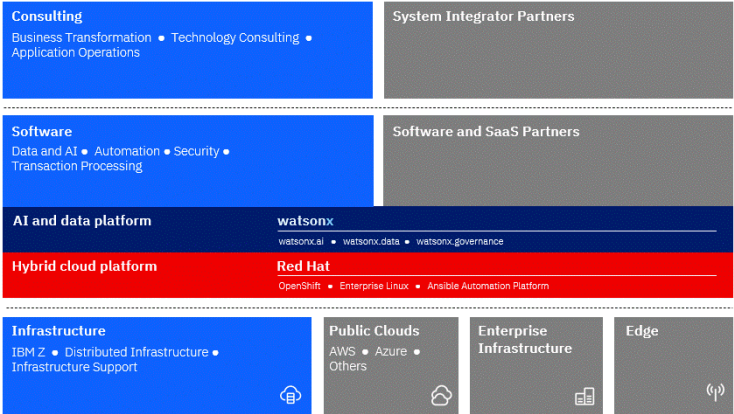 Consulting
Business Transformation ● Technology Consulting ●
Application Operations
System Integrator Partners
Software
Data and AI ● Automation ● Security ●
Transaction Processing
Software and SaaS Partners
AI and data platform
watsonx
watsonx.ai ● watsonx.data ● watsonx.governance
Hybrid cloud platform
Red Hat
OpenShift ● Enterprise Linux ● Ansible Automation Platform
Infrastructure
IBM Z ● Distributed Infrastructure ●
Infrastructure Support
Public Clouds
AWS ● Azure ●
Others
Enterprise
Infrastructure
Edge